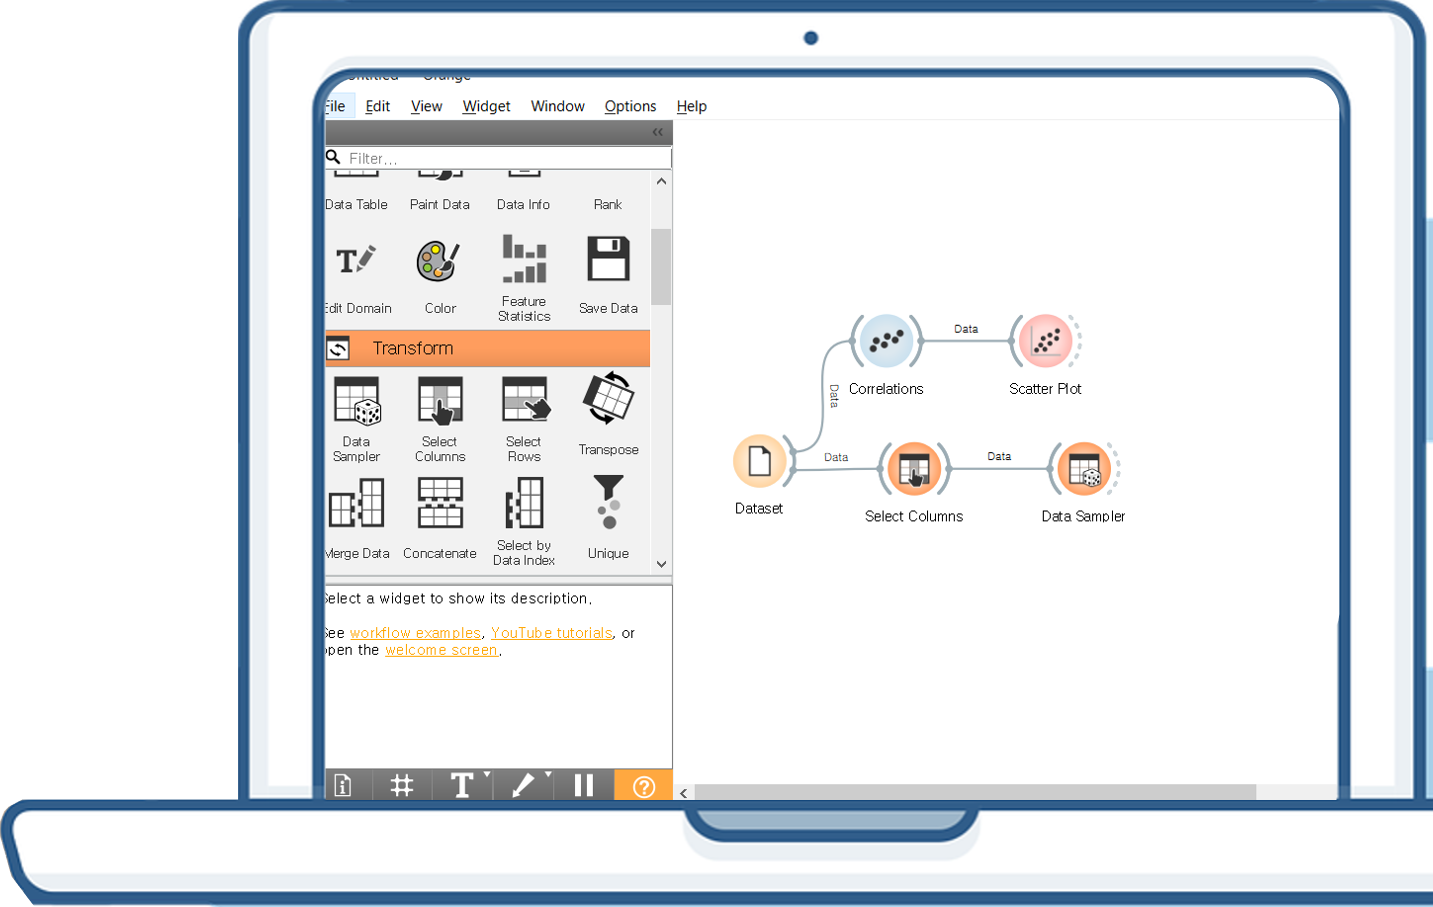 Untitled - Orange
File Edit View Widget Window Options Help
Filter...
Data Table Paint Data Data Info Rank
Edit Domain Color Feature Statistics Save Data
Transform
Data Sampler Select Columns Select Rows Transpose
Merge Data Concatenate Select by Data Index Unique
Select a widget to show its description.
See workflow examples, YouTube tutorials, or
open the welcome screen.
Data
Correlations
Scatter Plot
Data
Data
Data
Dataset
Select Columns
Data Sampler